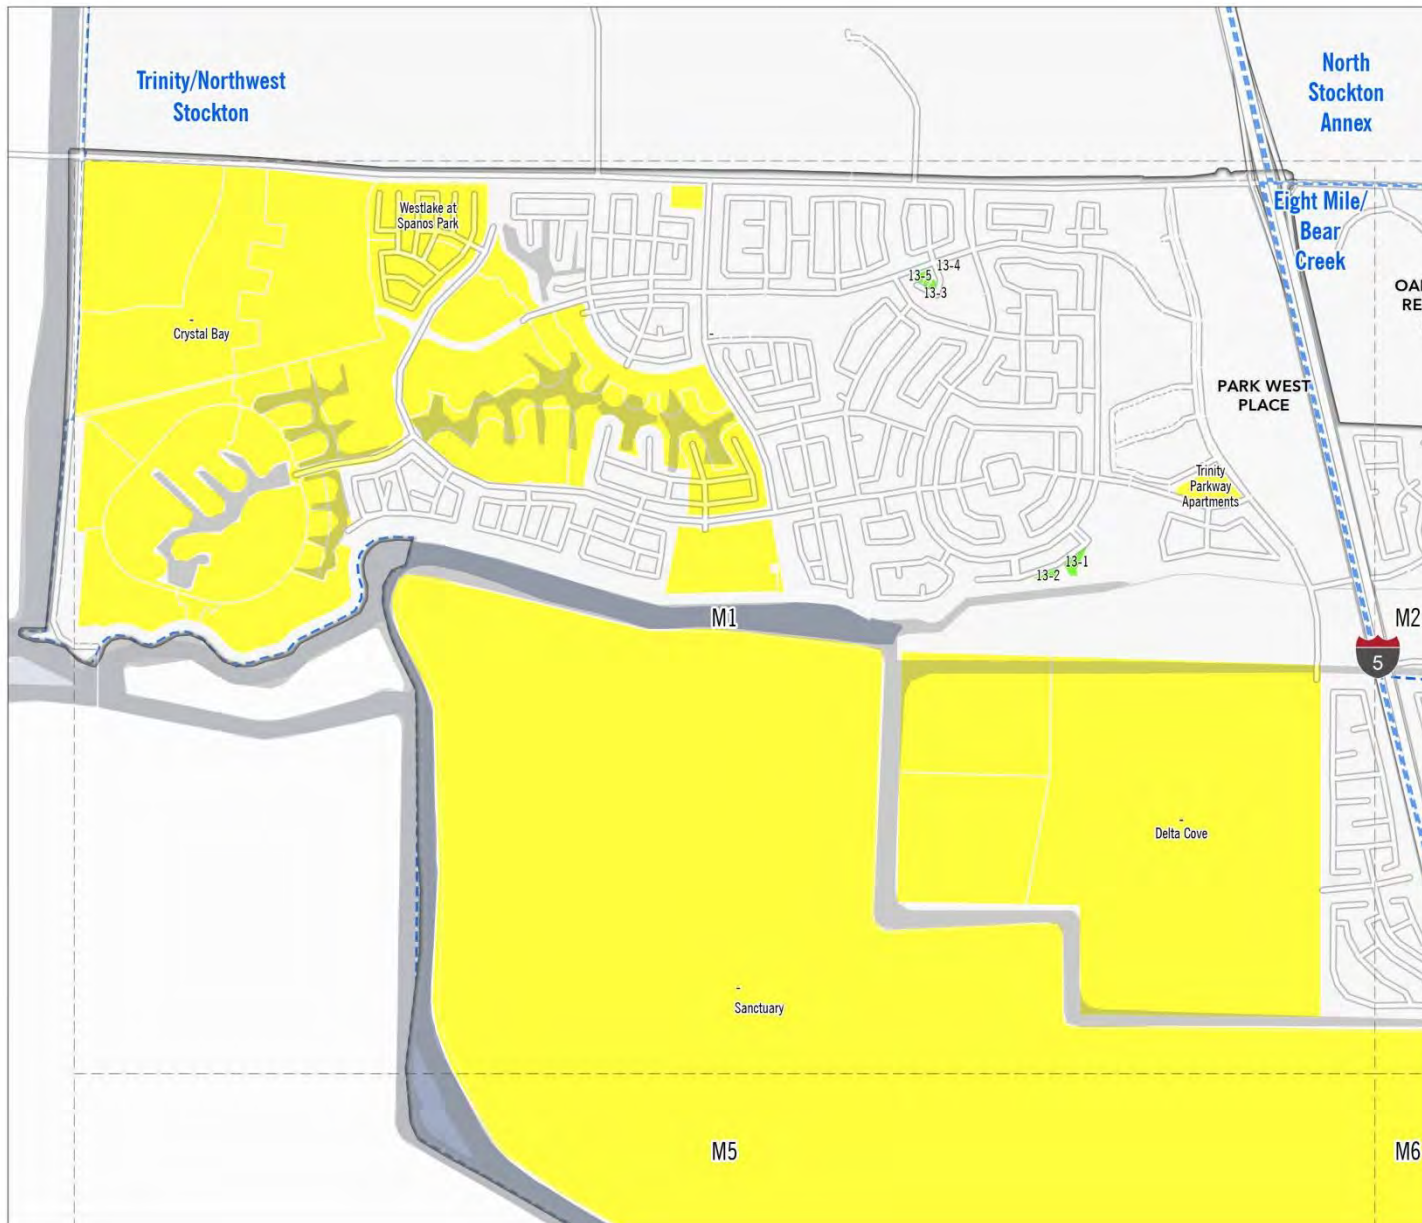 Trinity/Northwest
Stockton
North
Stockton
Annex
Westlake at
Spanos Park
Eight Mile/
Bear
Creek
13-4
13-5
13-3
OA
RE
Crystal Bay
PARK WEST
PLACE
Trinity
Parkway
Apartments
13-1
13-2
M1
M2
5
Delta Cove
Sanctuary
M5
M6